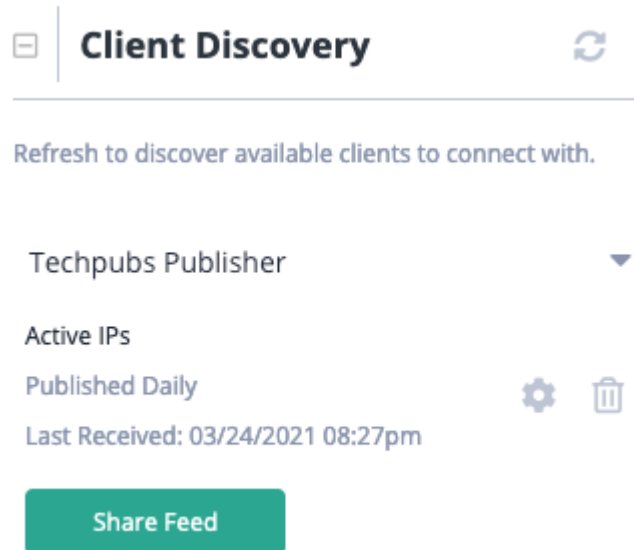 Client Discovery
Refresh to discover available clients to connect with.
Techpubs Publisher
Active IPs
Published Daily
Last Received: 03/24/2021 08:27pm
Share Feed